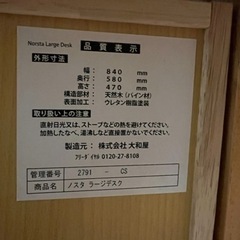 Norsta Large Desk
品質表示
外形寸法
幅: 840 mm
奥行: 580 mm
高さ: 470 mm
構造部材: 天然木(パイン材)
表面加工: ウレタン樹脂塗装
取り扱い上の注意
直射日光又は、ストーブなどの熱を避けてください。
加熱したなべ、湯沸しなど直接置かないでください。
製造元: 株式会社 大和屋
フリーダイヤル 0120-27-8108
管理番号 2791 - CS
商品名 ノスタ ラージデスク